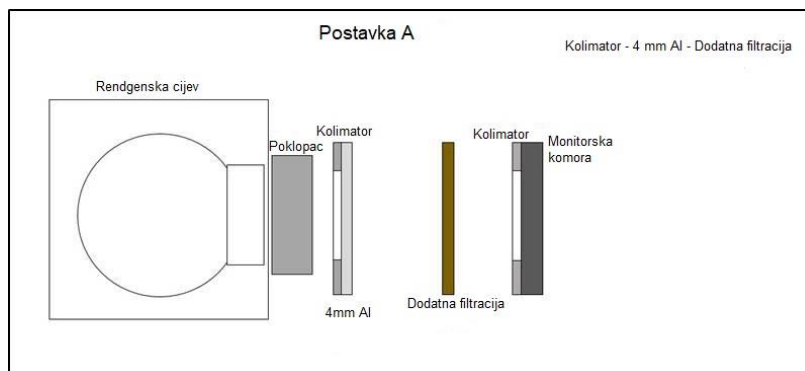 Postavka A
Kolimator - 4 mm Al - Dodatna filtracija
Rendgenska cijev
Kolimator
Poklopac
Kolimator
Monitorska
komora
4mm Al
Dodatna filtracija